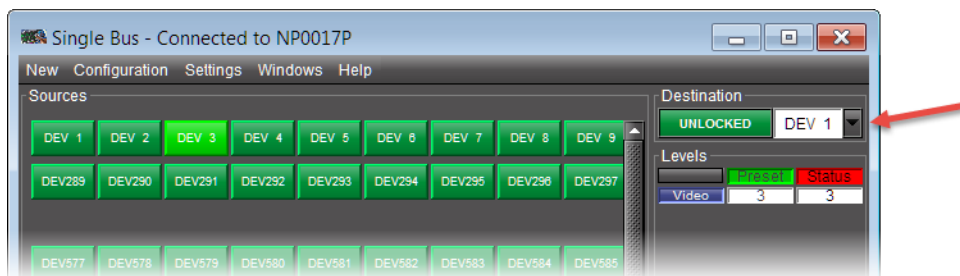 Single Bus - Connected to NP0017P
New Configuration Settings Windows Help
Sources
DEV 1 DEV 2 DEV 3 DEV 4 DEV 5 DEV 6 DEV 7 DEV 8 DEV 9
DEV289 DEV290 DEV291 DEV292 DEV293 DEV294 DEV295 DEV296 DEV297
DEV577 DEV578 DEV579 DEV580 DEV581 DEV582 DEV583 DEV584 DEV585
Destination
UNLOCKED DEV 1
Levels
Preset Status
Video 3 3